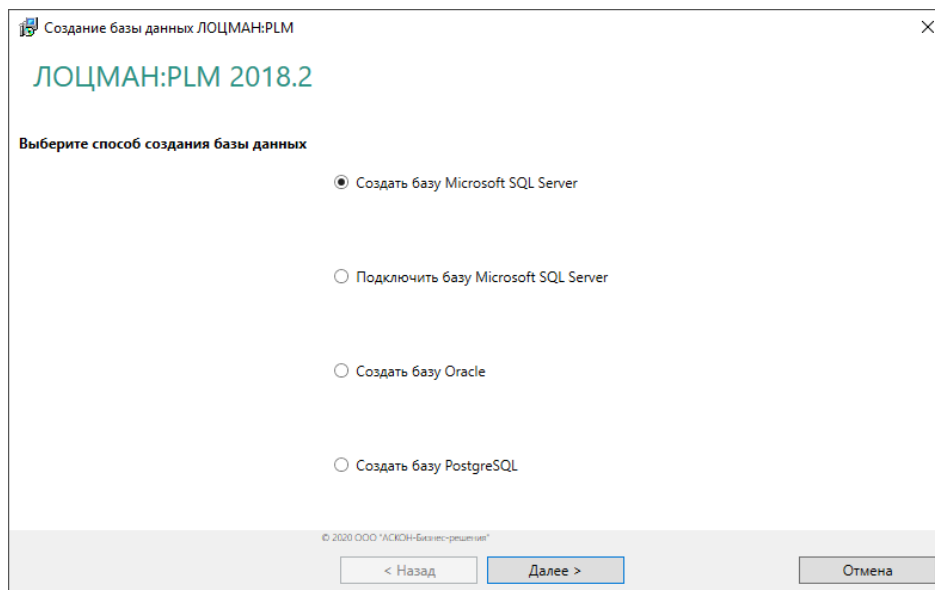 Создание базы данных ЛОЦМАН:PLM
ЛОЦМАН:PLM 2018.2
Выберите способ создания базы данных
Создать базу Microsoft SQL Server
Подключить базу Microsoft SQL Server
Создать базу Oracle
Создать базу PostgreSQL
© 2020 ООО "АСКОН-Бизнес-решения"
< Назад
Далее >
Отмена